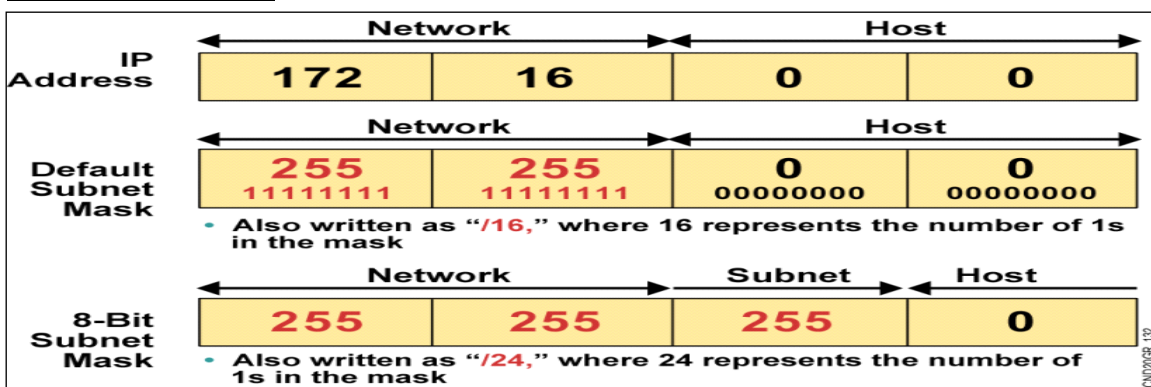 Network Host
IP Address 172 16 0 0
Network Host
Default Subnet Mask 255 255 0 0
11111111 11111111 00000000 00000000
• Also written as “/16,” where 16 represents the number of 1s
in the mask
Network Subnet Host
8-Bit Subnet Mask 255 255 255 0
• Also written as “/24,” where 24 represents the number of
1s in the mask